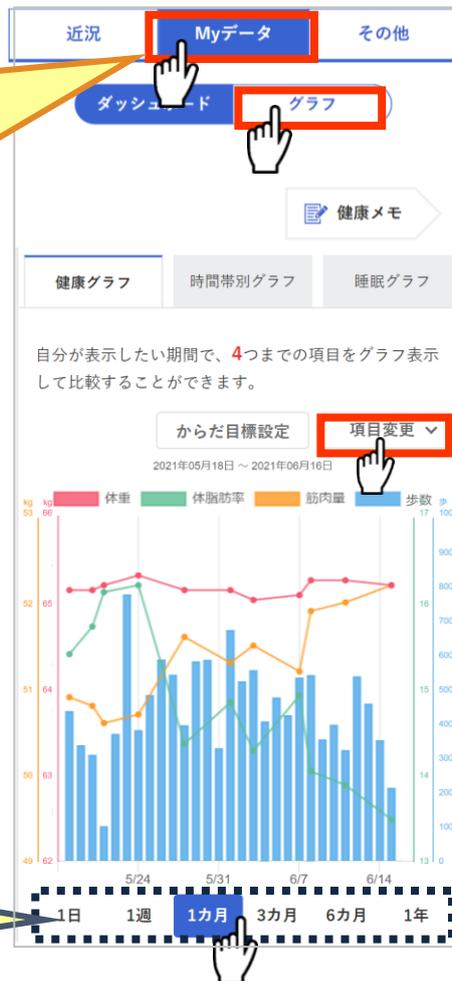 近況 Myデータ その他
グラフ
健康メモ
健康グラフ 時間帯別グラフ 睡眠グラフ
自分が表示したい期間で、4つまでの項目をグラフ表示
して比較することができます。
からだ目標設定 項目変更
2021年05月18日 ～ 2021年06月16日
kg kg 体重 体脂肪率 筋肉量 歩数 歩
53 66 17
52 65 16
51 64 15
50 63 14
49 62 13 0
5/24 5/31 6/7 6/14
1日 1週 1カ月 3カ月 6カ月 1年